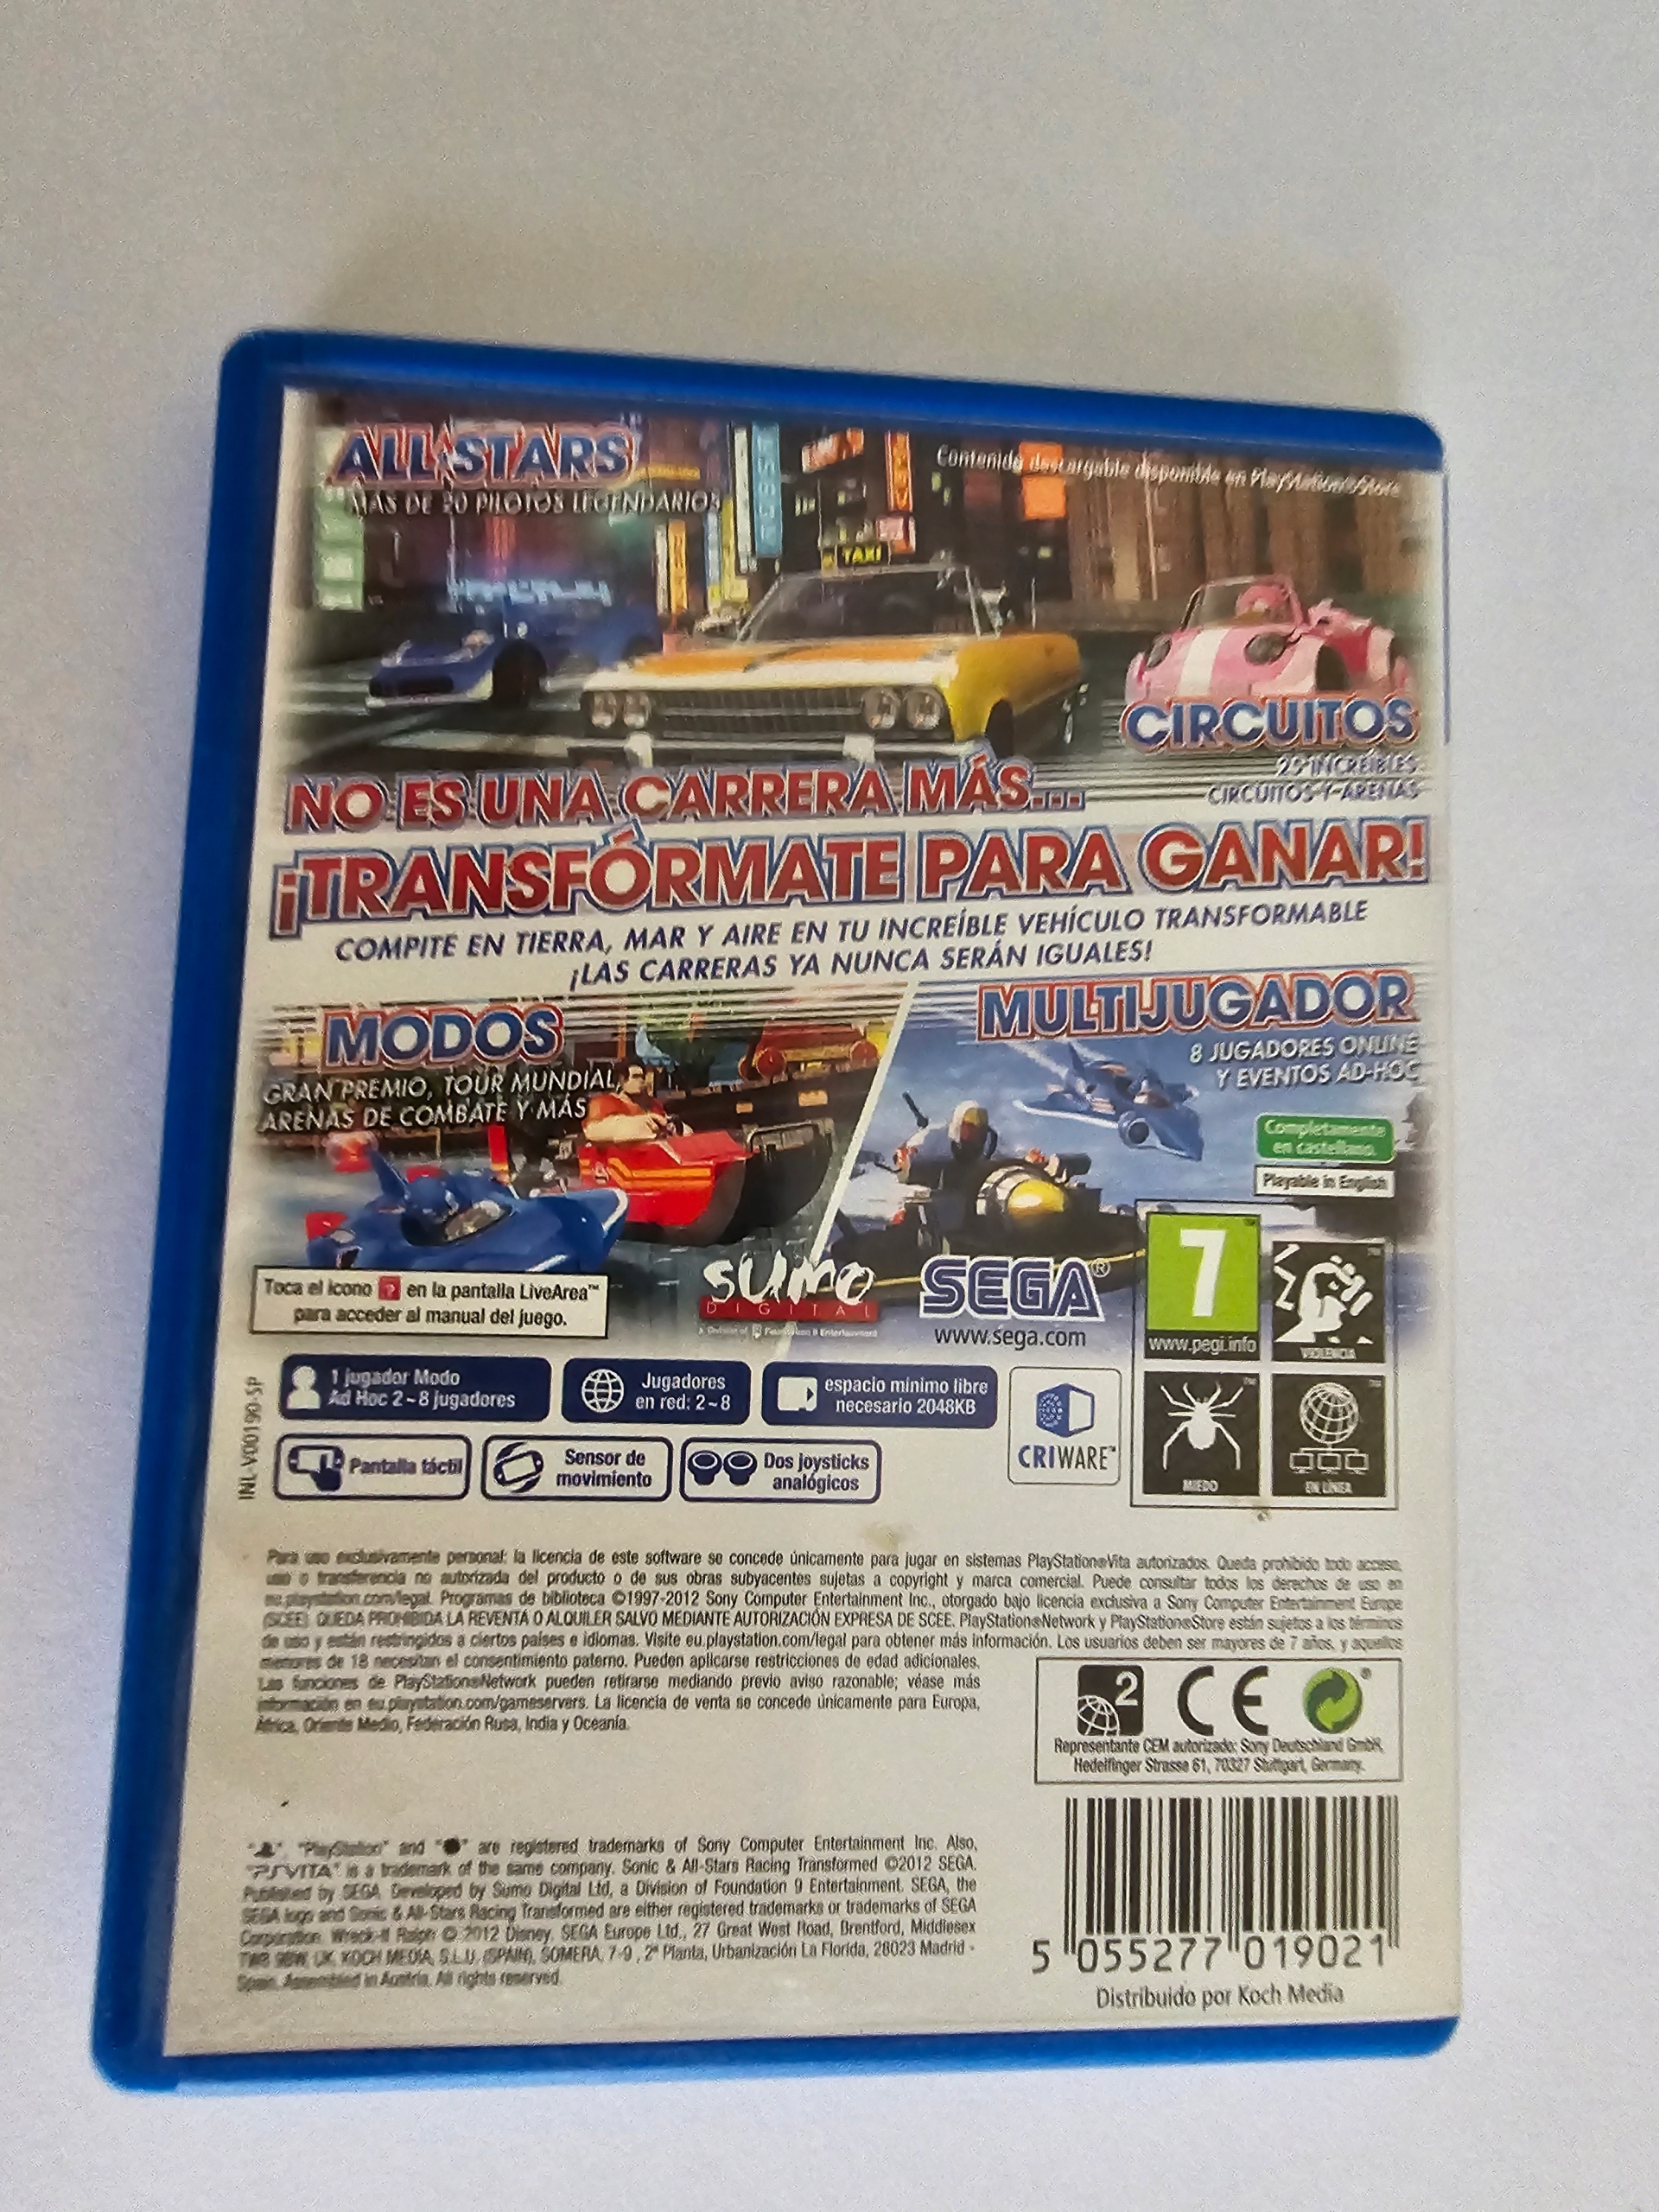 ALL★STARS
MÁS DE 20 PILOTOS LEGENDARIOS
Contenido descargable disponible en PlayStation®Store
TAXI
CIRCUITOS
25 INCREÍBLES
CIRCUITOS Y ARENAS
NO ES UNA CARRERA MÁS...
¡TRANSFÓRMATE PARA GANAR!
COMPITE EN TIERRA, MAR Y AIRE EN TU INCREÍBLE VEHÍCULO TRANSFORMABLE
¡LAS CARRERAS YA NUNCA SERÁN IGUALES!
MODOS
GRAN PREMIO, TOUR MUNDIAL,
ARENAS DE COMBATE Y MÁS
MULTIJUGADOR
8 JUGADORES ONLINE
Y EVENTOS AD-HOC
Completamente
en castellano.
Playable in English
Toca el icono ? en la pantalla LiveArea™
para acceder al manual del juego.
sumo
DIGITAL
A Division of Foundation 9 Entertainment
SEGA®
www.sega.com
7
www.pegi.info
VIOLENCIA
MIEDO
EN LÍNEA
INL-V00190-SP
1 jugador Modo
Ad Hoc 2~8 jugadores
Jugadores
en red: 2~8
espacio mínimo libre
necesario 2048KB
Pantalla táctil
Sensor de
movimiento
Dos joysticks
analógicos
CRIWARE™
Para uso exclusivamente personal: la licencia de este software se concede únicamente para jugar en sistemas PlayStation®Vita autorizados. Queda prohibido todo acceso,
uso o transferencia no autorizada del producto o de sus obras subyacentes sujetas a copyright y marca comercial. Puede consultar todos los derechos de uso en
eu.playstation.com/legal. Programas de biblioteca ©1997-2012 Sony Computer Entertainment Inc., otorgado bajo licencia exclusiva a Sony Computer Entertainment Europe
(SCEE). QUEDA PROHIBIDA LA REVENTA O ALQUILER SALVO MEDIANTE AUTORIZACIÓN EXPRESA DE SCEE. PlayStation®Network y PlayStation®Store están sujetos a los términos
de uso y están restringidos a ciertos países e idiomas. Visite eu.playstation.com/legal para obtener más información. Los usuarios deben ser mayores de 7 años, y aquellos
menores de 18 necesitan el consentimiento paterno. Pueden aplicarse restricciones de edad adicionales.
Las funciones de PlayStation®Network pueden retirarse mediando previo aviso razonable; véase más
información en eu.playstation.com/gameservers. La licencia de venta se concede únicamente para Europa,
África, Oriente Medio, Federación Rusa, India y Oceanía.
2 CE ®
Representante CEM autorizado: Sony Deutschland GmbH,
Hedelfinger Strasse 61, 70327 Stuttgart, Germany.
"", "PlayStation" and "" are registered trademarks of Sony Computer Entertainment Inc. Also,
"PSVITA" is a trademark of the same company. Sonic & All-Stars Racing Transformed ©2012 SEGA.
Published by SEGA. Developed by Sumo Digital Ltd, a Division of Foundation 9 Entertainment. SEGA, the
SEGA logo and Sonic & All-Stars Racing Transformed are either registered trademarks or trademarks of SEGA
Corporation. Wreck-It Ralph © 2012 Disney. SEGA Europe Ltd., 27 Great West Road, Brentford, Middlesex
TW8 9BW, UK. KOCH MEDIA, S.L.U. (SPAIN), SOMERA, 7-9, 2ª Planta, Urbanización La Florida, 28023 Madrid -
Spain. Assembled in Austria. All rights reserved.
5 055277 019021
Distribuido por Koch Media